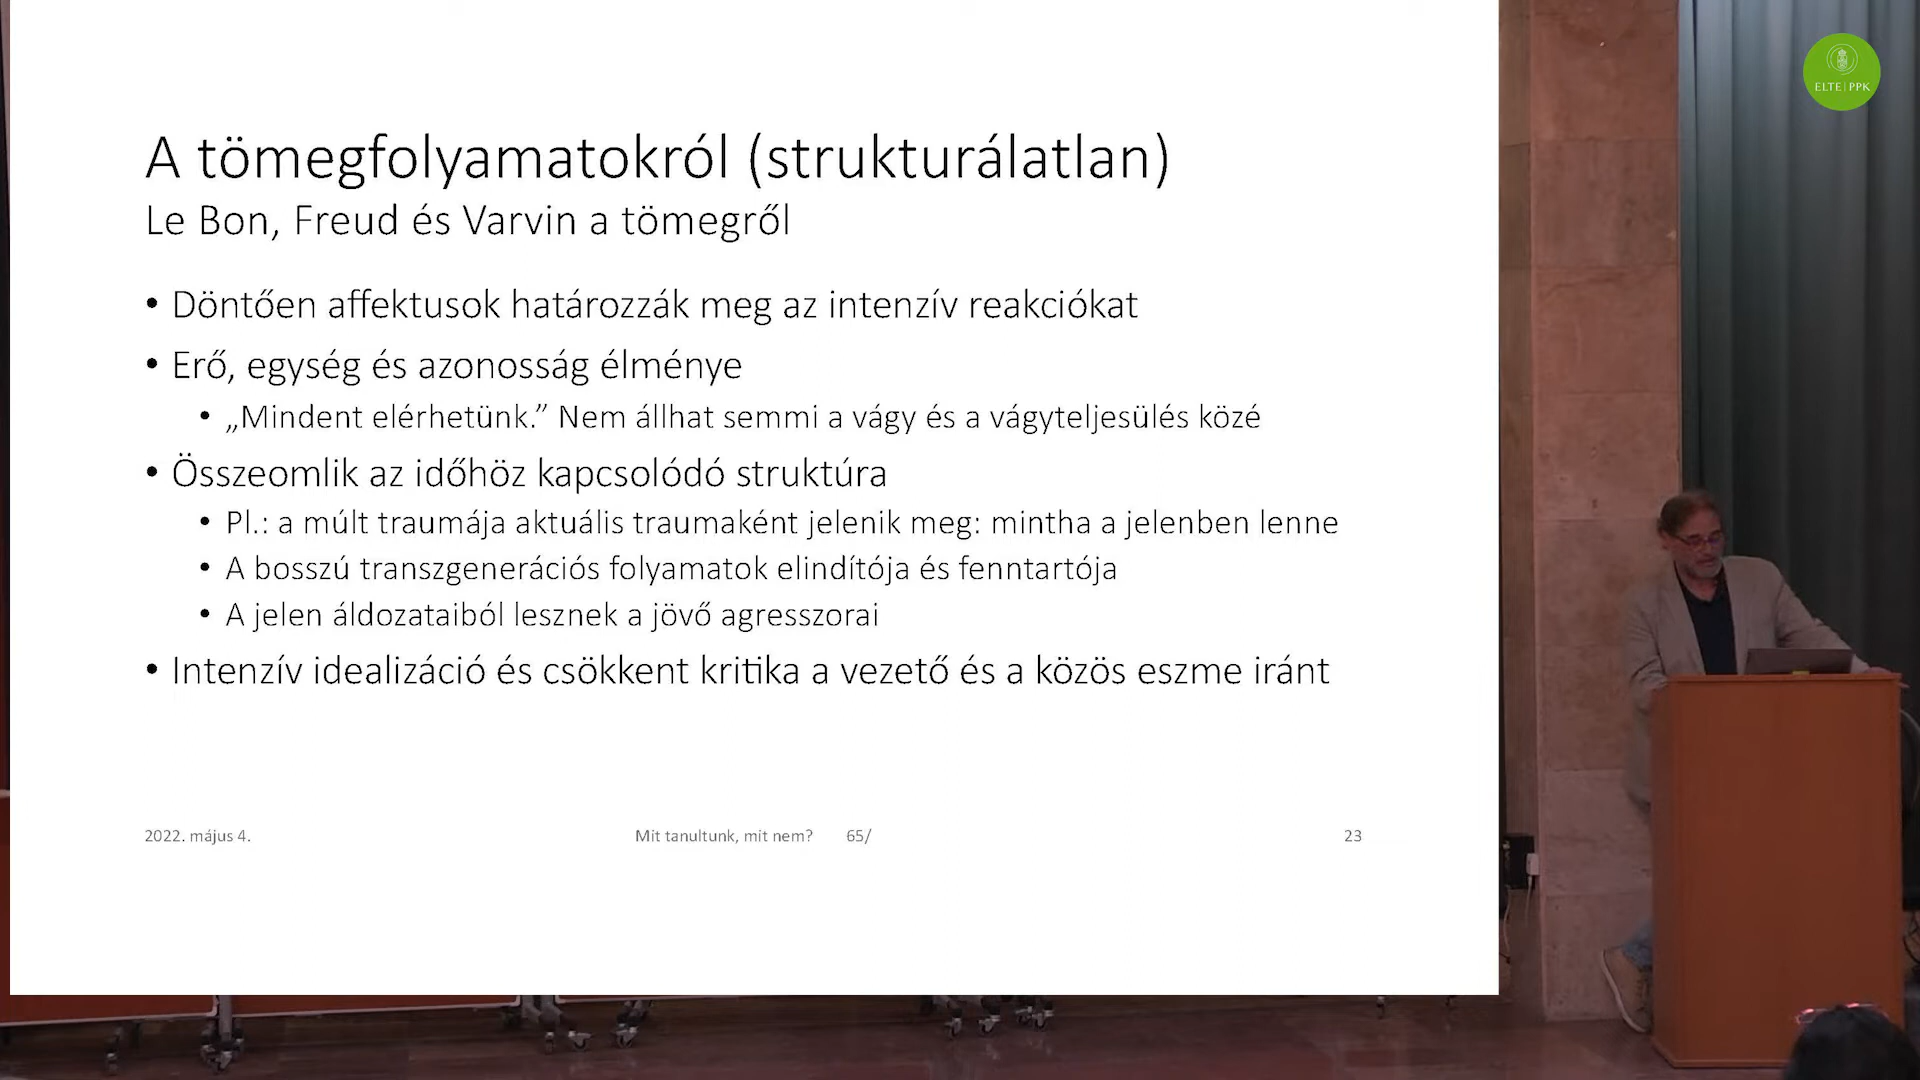 A tömegfolyamatokról (strukturálatlan)
Le Bon, Freud és Varvin a tömegről
• Döntően affektusok határozzák meg az intenzív reakciókat
• Erő, egység és azonosság élménye
• „Mindent elérhetünk.” Nem állhat semmi a vágy és a vágyteljesülés közé
• Összeomlik az időhöz kapcsolódó struktúra
• Pl.: a múlt traumája aktuális traumaként jelenik meg: mintha a jelenben lenne
• A bosszú transzgenerációs folyamatok elindítója és fenntartója
• A jelen áldozataiból lesznek a jövő agresszorai
• Intenzív idealizáció és csökkent kritika a vezető és a közös eszme iránt
2022. május 4. Mit tanultunk, mit nem? 65/ 23
ELTE | PPK